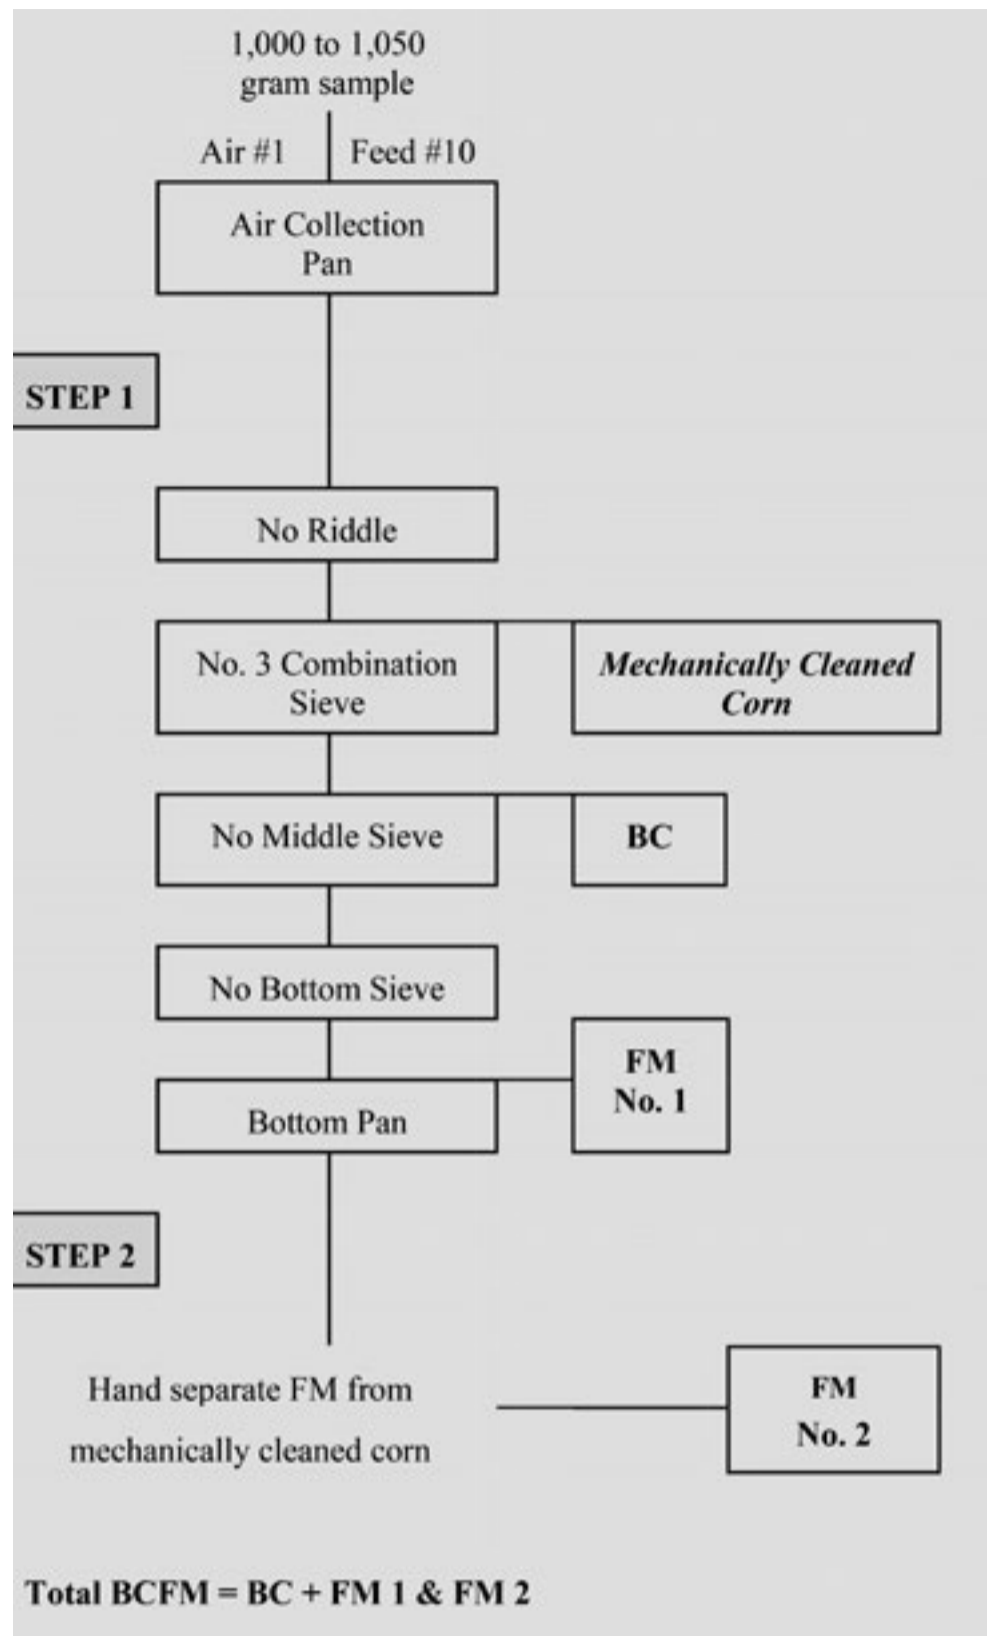 1,000 to 1,050
gram sample
Air #1
Feed #10
Air Collection
Pan
STEP 1
No Riddle
No. 3 Combination
Sieve
Mechanically Cleaned
Corn
No Middle Sieve
BC
No Bottom Sieve
FM
No. 1
Bottom Pan
STEP 2
Hand separate FM from
mechanically cleaned corn
FM
No. 2
Total BCFM = BC + FM 1 & FM 2